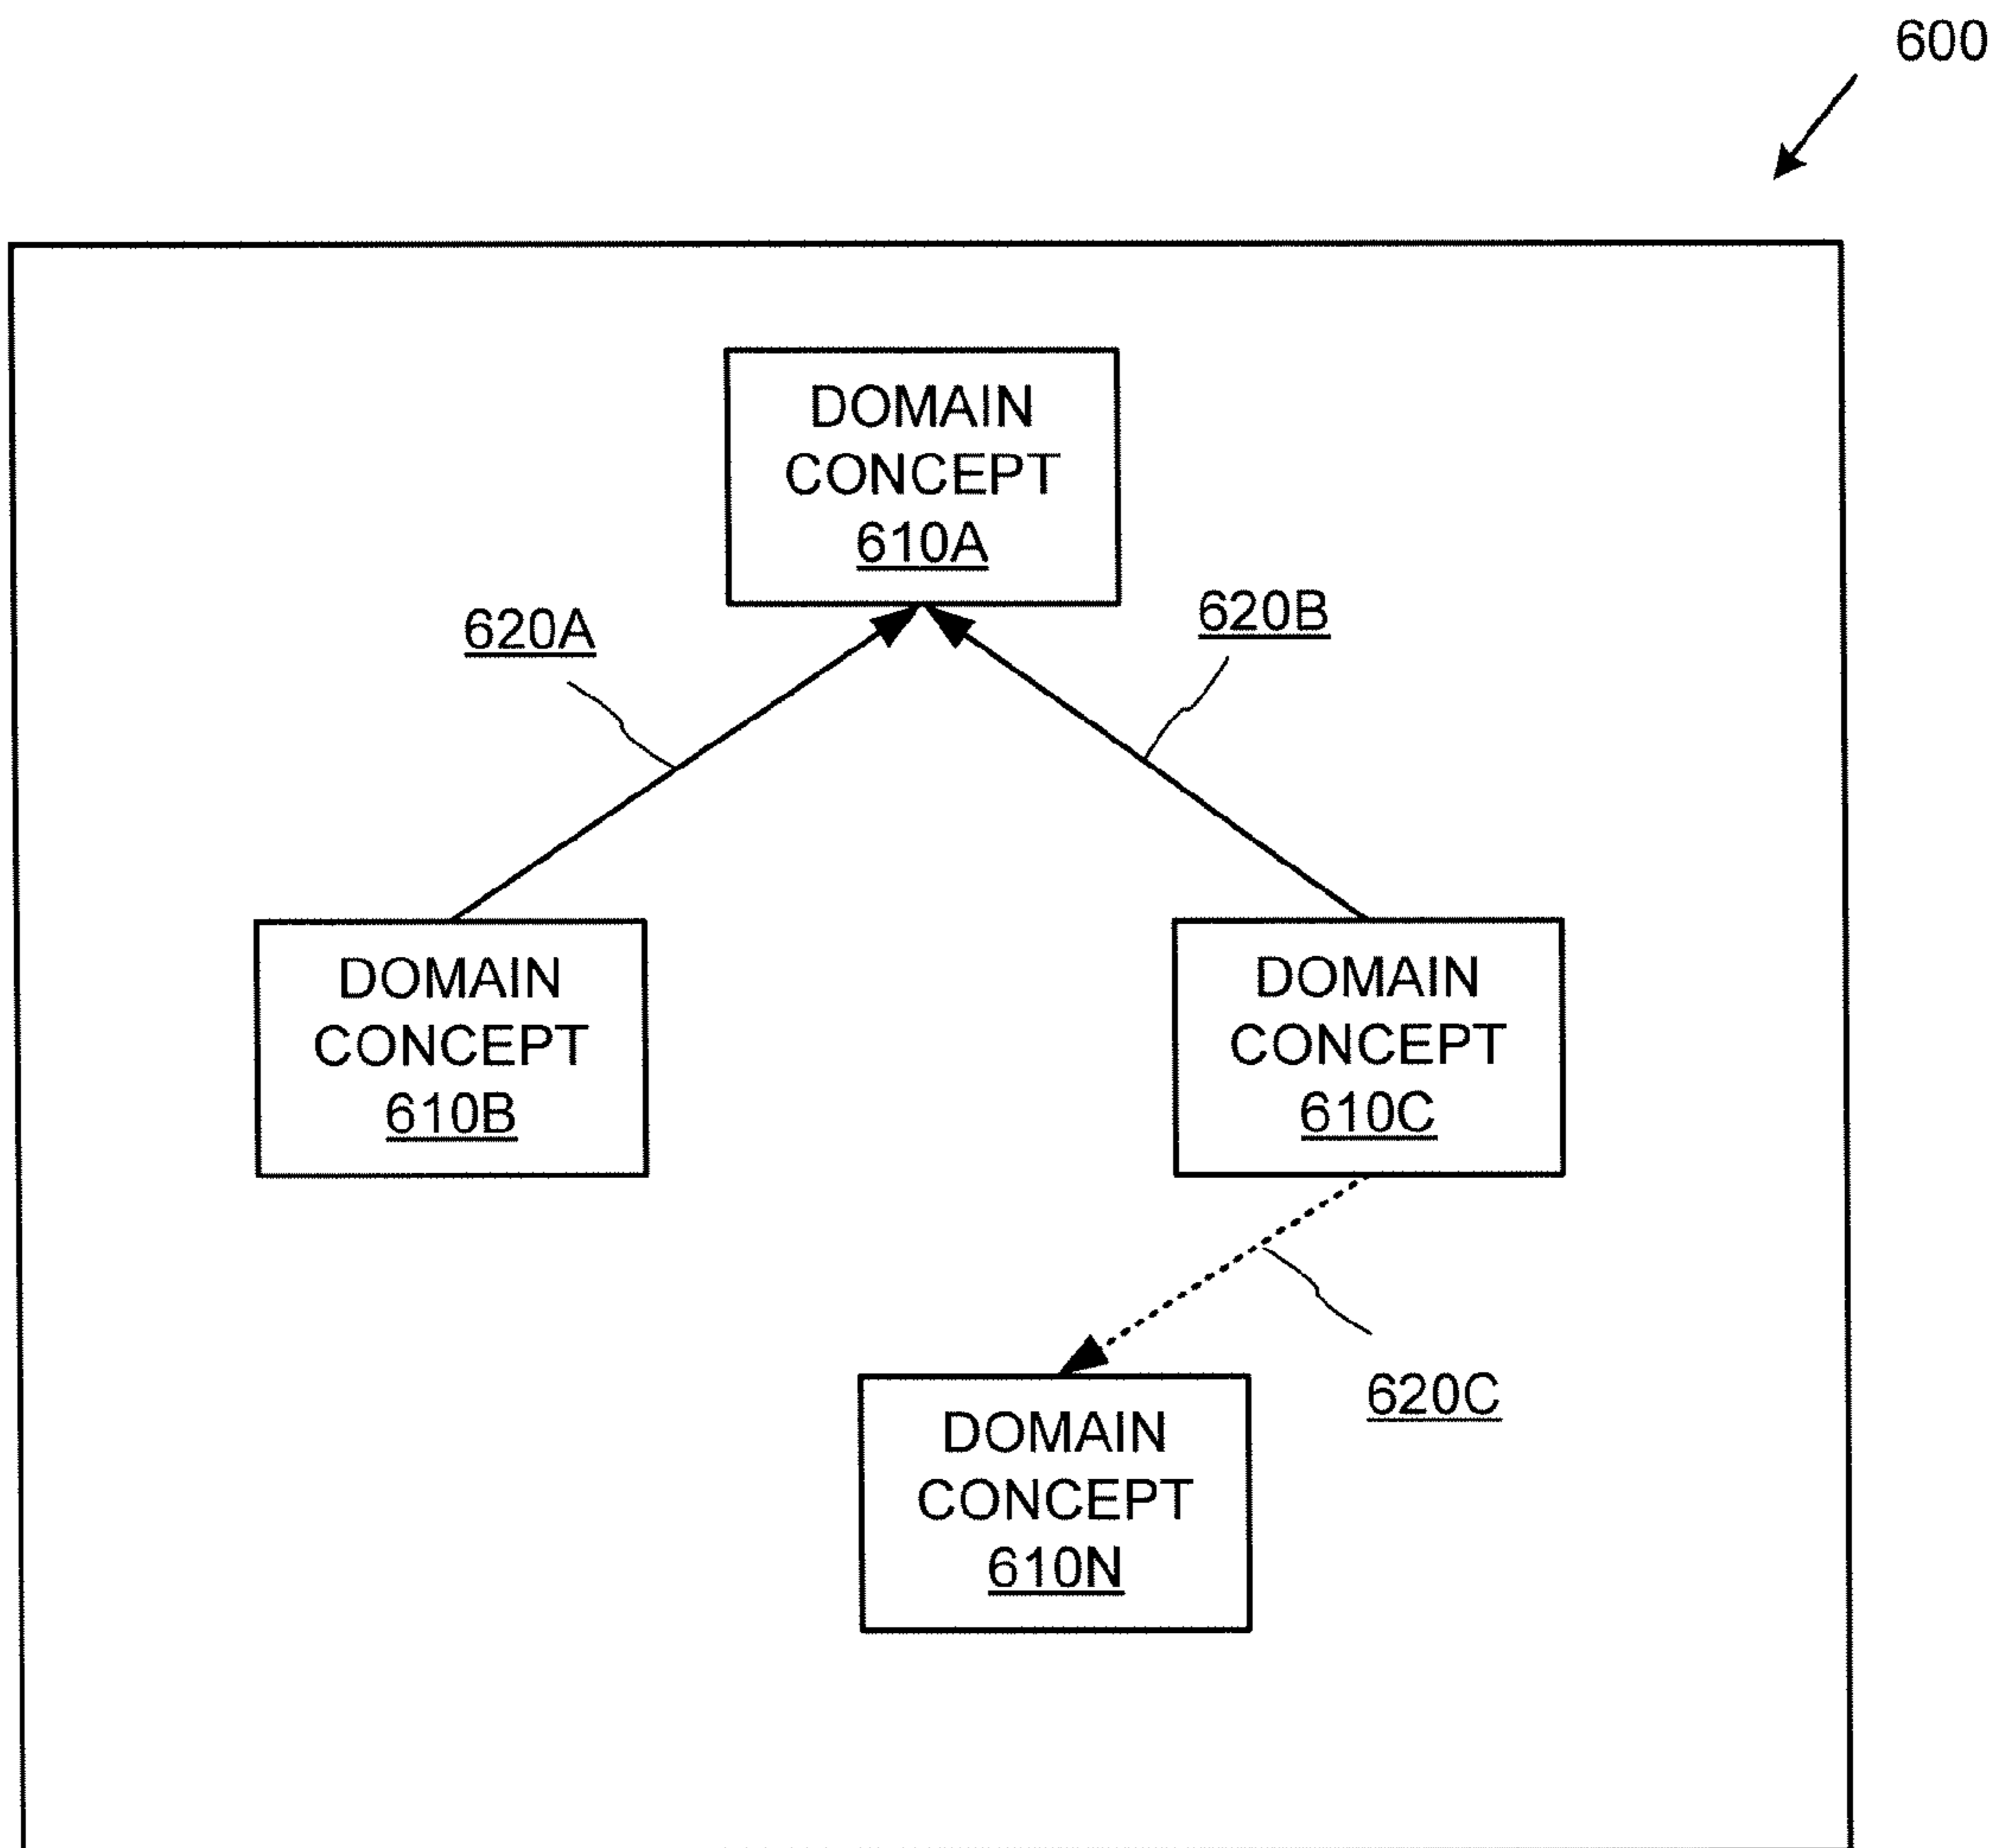 600
DOMAIN
CONCEPT
610A
620A
620B
DOMAIN
CONCEPT
610B
DOMAIN
CONCEPT
610C
620C
DOMAIN
CONCEPT
610N